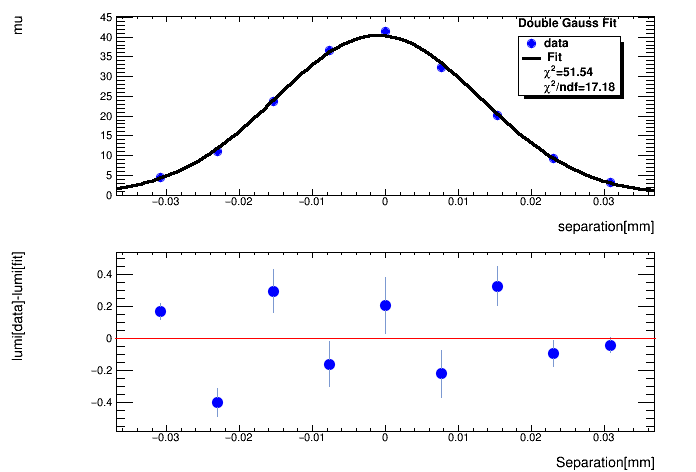 mu
Double Gauss Fit
data
Fit
χ²=51.54
χ²/ndf=17.18
45
40
35
30
25
20
15
10
5
0
−0.03 −0.02 −0.01 0 0.01 0.02 0.03
separation[mm]
lumi[data]-lumi[fit]
0.4
0.2
0
−0.2
−0.4
−0.03 −0.02 −0.01 0 0.01 0.02 0.03
Separation[mm]